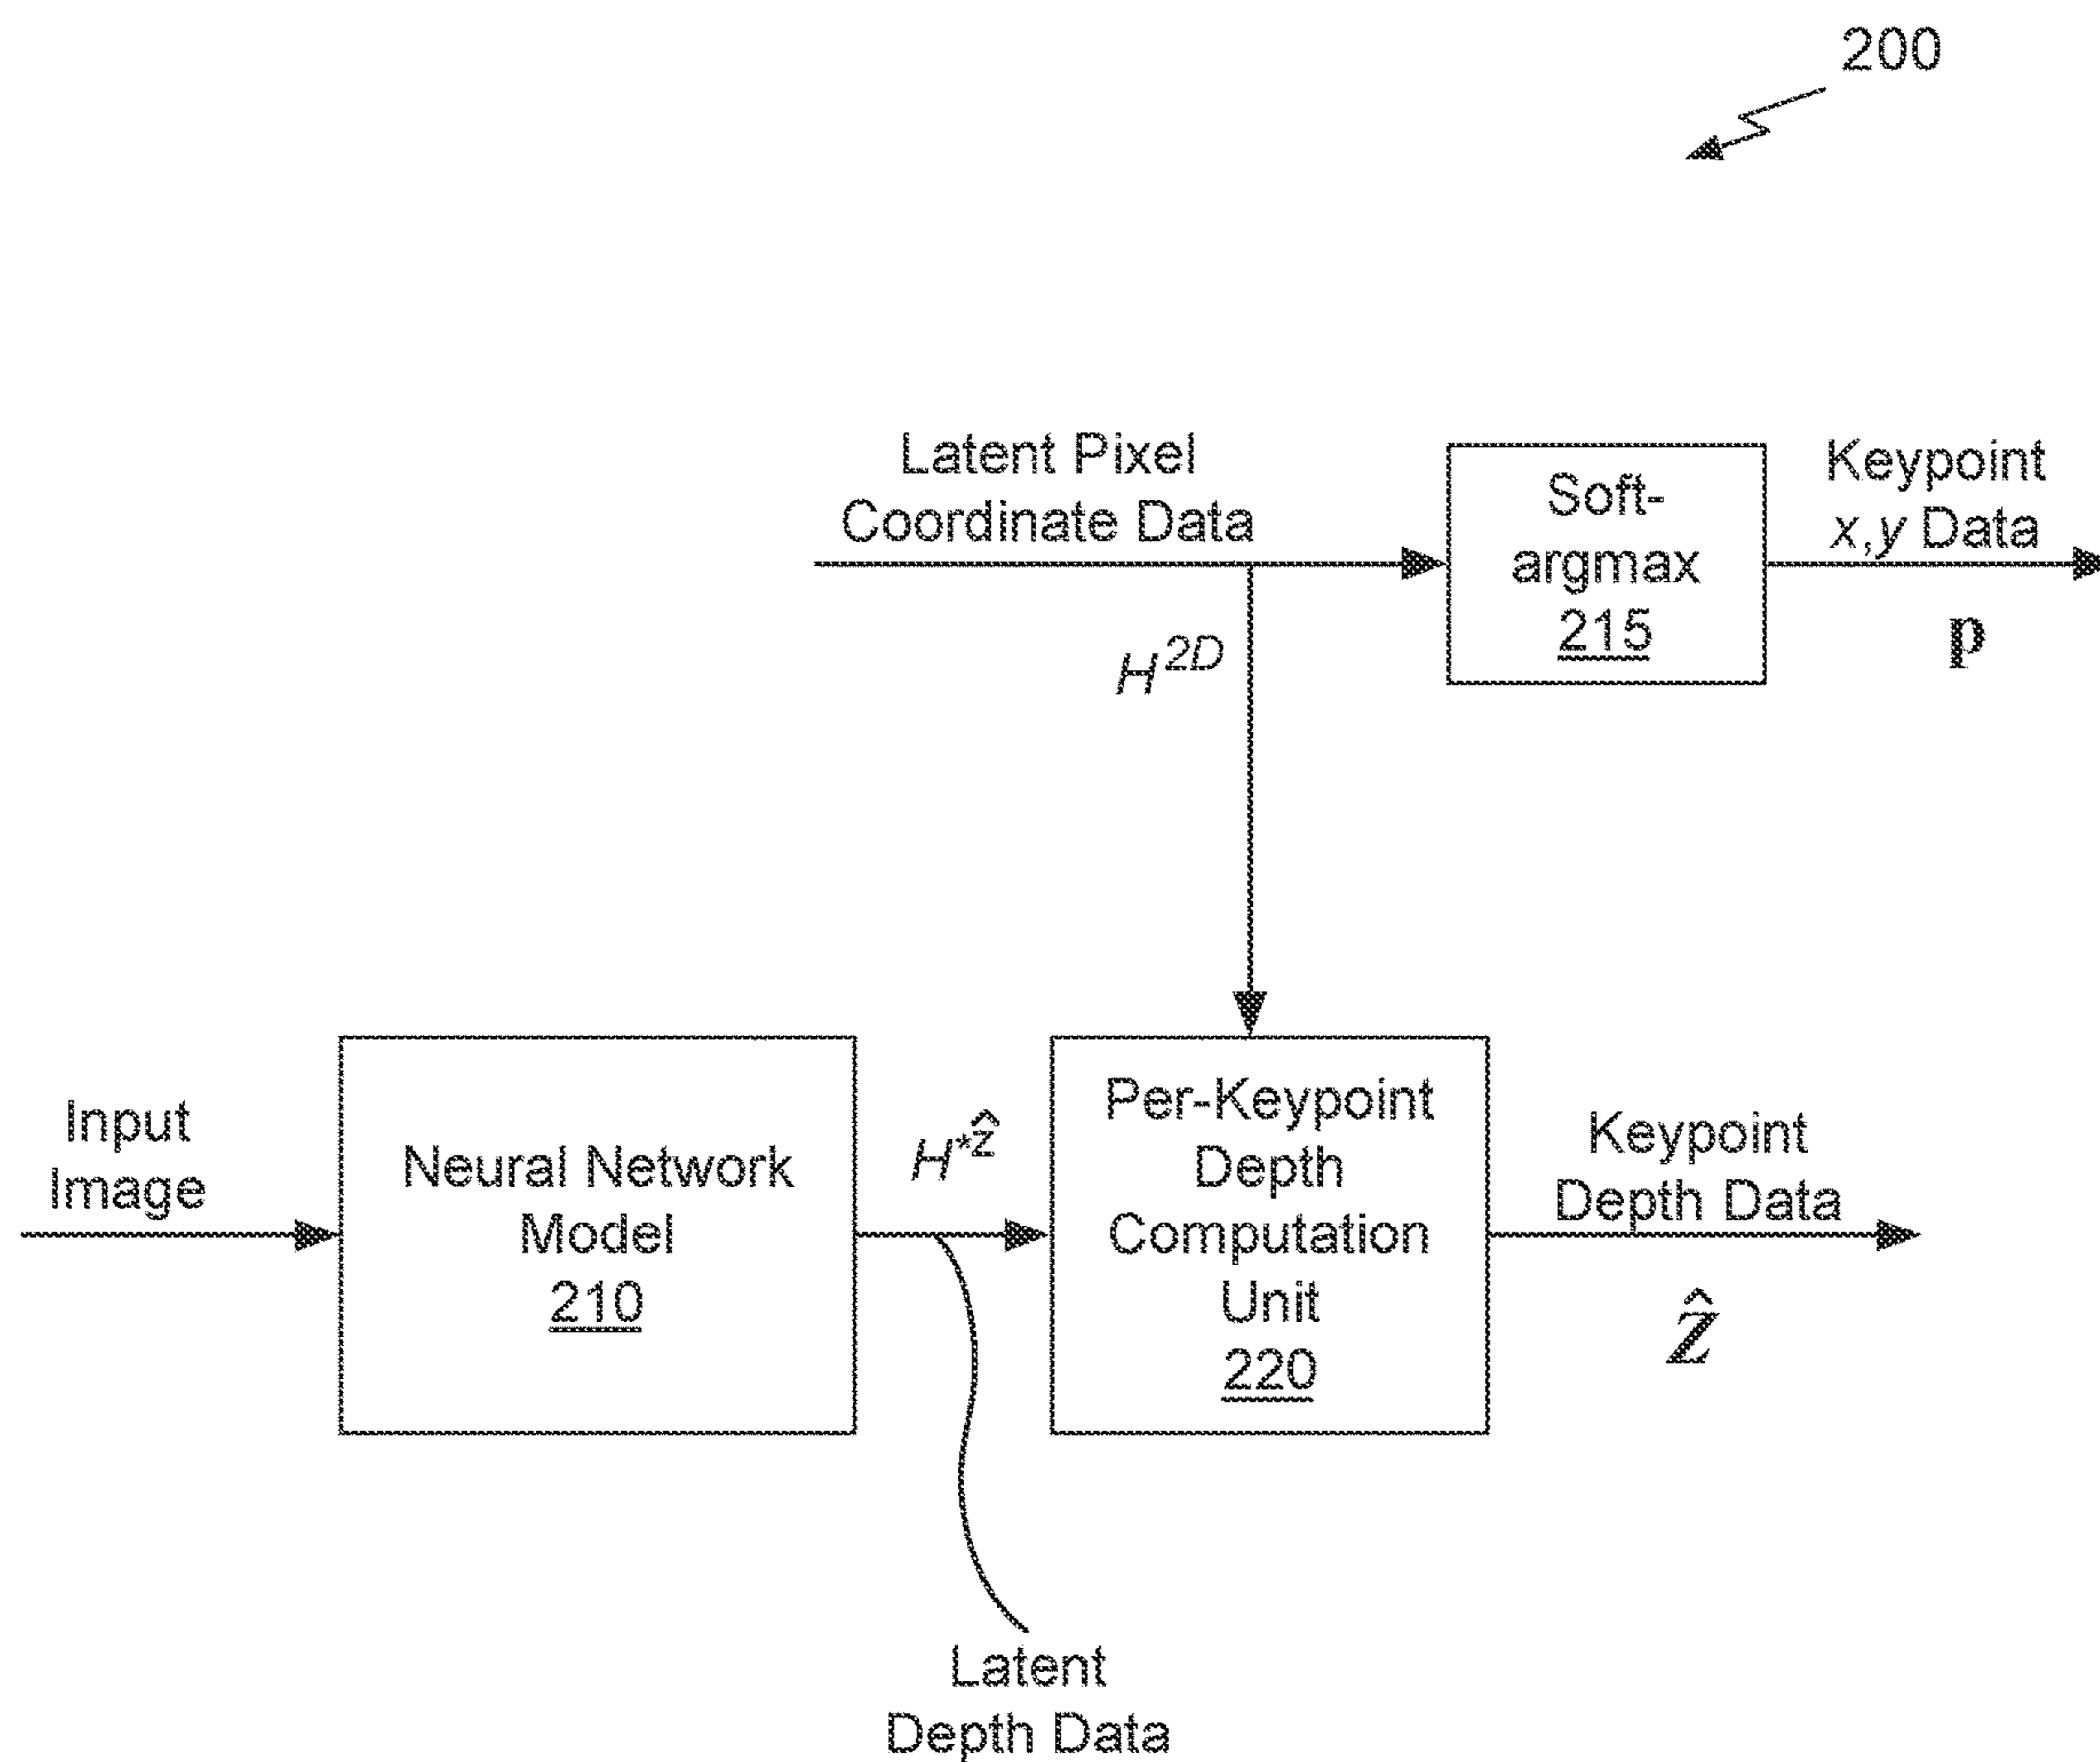 200
Latent Pixel
Coordinate Data
Soft-
argmax
215
Keypoint
x,y Data
p
H^2D
Input
Image
Neural Network
Model
210
H*ẑ
Per-Keypoint
Depth
Computation
Unit
220
Keypoint
Depth Data
Ẑ
Latent
Depth Data